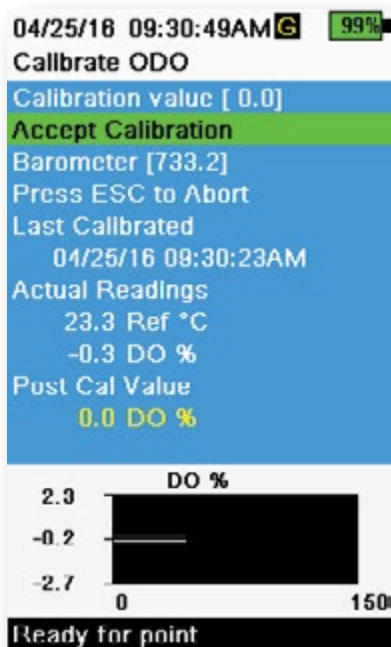 04/25/16 09:30:49AM G 99%
Calibrate ODO
Calibration value [ 0.0]
Accept Calibration
Barometer [733.2]
Press ESC to Abort
Last Calibrated
04/25/16 09:30:23AM
Actual Readings
23.3 Ref °C
-0.3 DO %
Post Cal Value
0.0 DO %
DO %
2.3
-0.2
-2.7
0 150
Ready for point